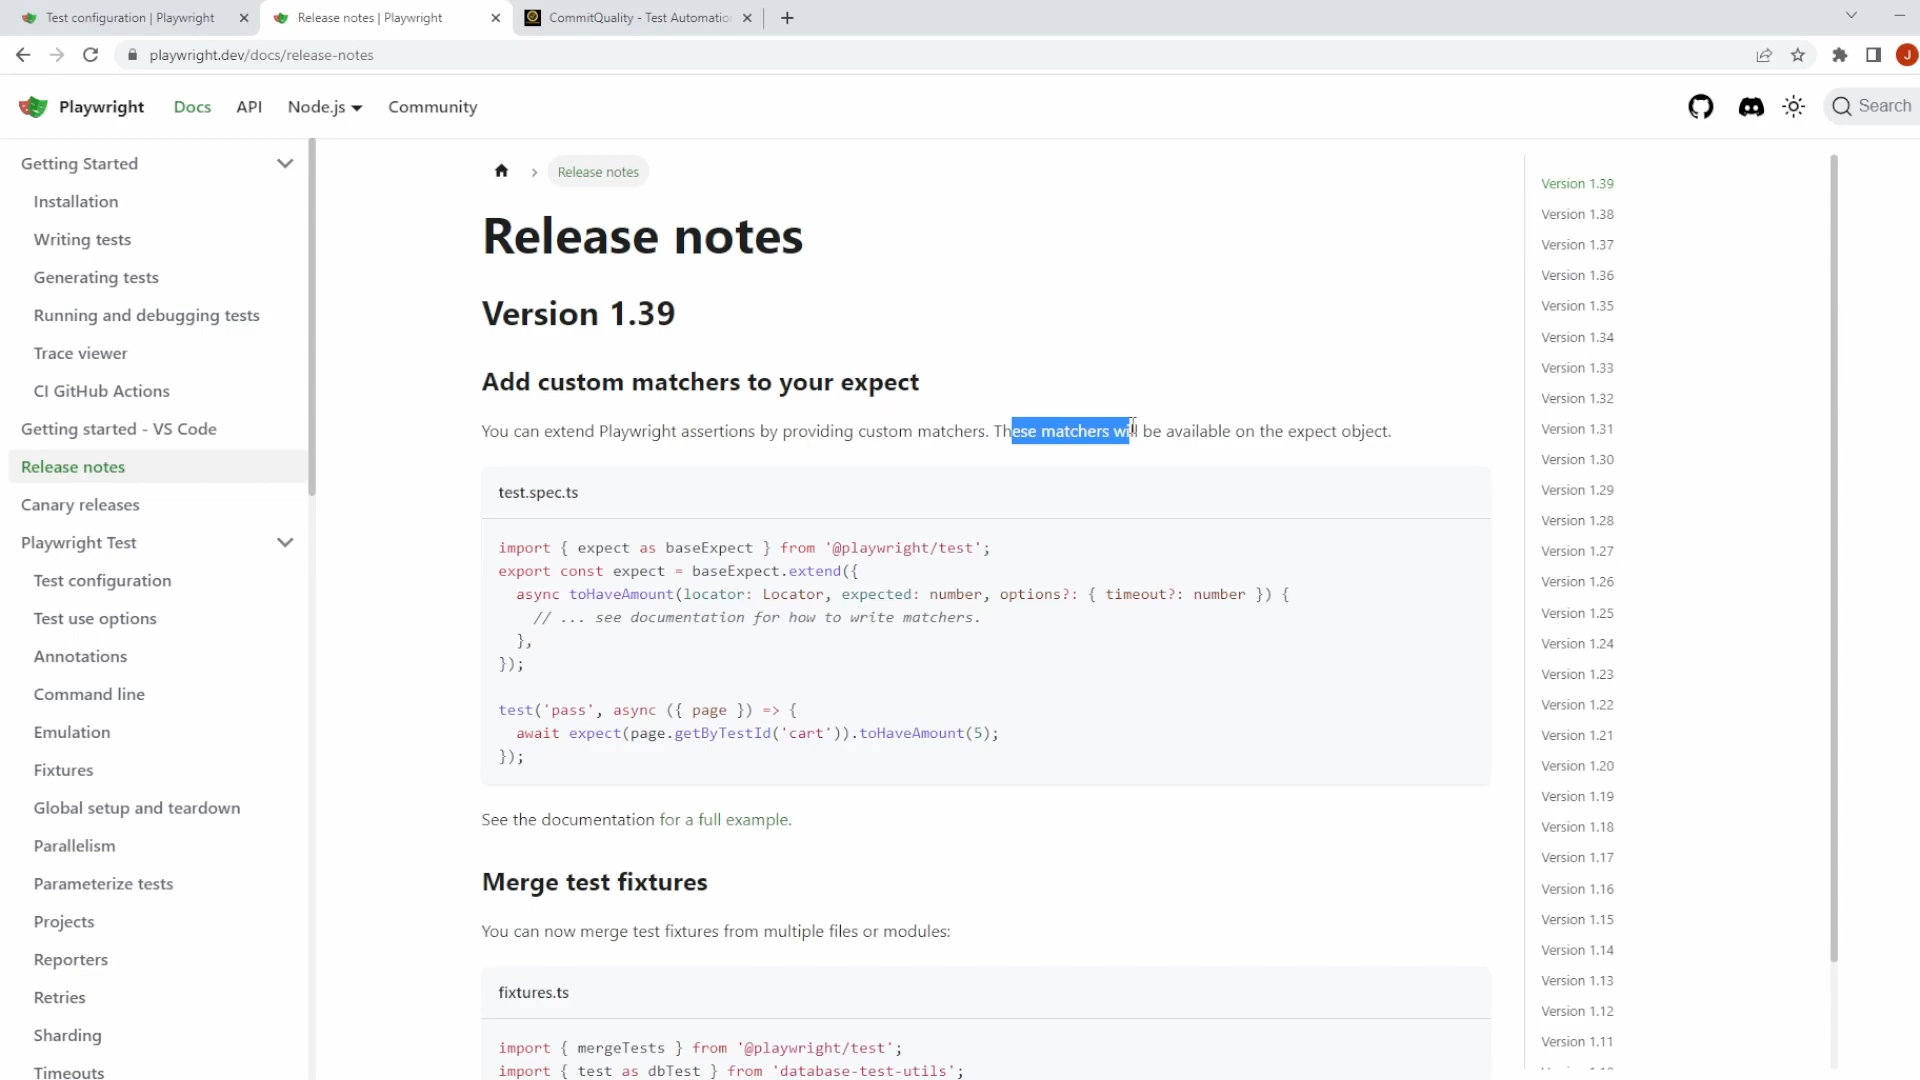 Test configuration | Playwright
Release notes | Playwright
CommitQuality - Test Automatio
playwright.dev/docs/release-notes
J
Playwright
Docs
API
Node.js
Community
Search
Getting Started
Installation
Writing tests
Generating tests
Running and debugging tests
Trace viewer
CI GitHub Actions
Getting started - VS Code
Release notes
Canary releases
Playwright Test
Test configuration
Test use options
Annotations
Command line
Emulation
Fixtures
Global setup and teardown
Parallelism
Parameterize tests
Projects
Reporters
Retries
Sharding
Timeouts
Release notes
Release notes
Version 1.39
Add custom matchers to your expect
You can extend Playwright assertions by providing custom matchers. These matchers will be available on the expect object.
test.spec.ts
import { expect as baseExpect } from '@playwright/test';
export const expect = baseExpect.extend({
  async toHaveAmount(locator: Locator, expected: number, options?: { timeout?: number }) {
    // ... see documentation for how to write matchers.
  },
});
test('pass', async ({ page }) => {
  await expect(page.getByTestId('cart')).toHaveAmount(5);
});
See the documentation for a full example.
Merge test fixtures
You can now merge test fixtures from multiple files or modules:
fixtures.ts
import { mergeTests } from '@playwright/test';
import { test as dbTest } from 'database-test-utils';
Version 1.39
Version 1.38
Version 1.37
Version 1.36
Version 1.35
Version 1.34
Version 1.33
Version 1.32
Version 1.31
Version 1.30
Version 1.29
Version 1.28
Version 1.27
Version 1.26
Version 1.25
Version 1.24
Version 1.23
Version 1.22
Version 1.21
Version 1.20
Version 1.19
Version 1.18
Version 1.17
Version 1.16
Version 1.15
Version 1.14
Version 1.13
Version 1.12
Version 1.11